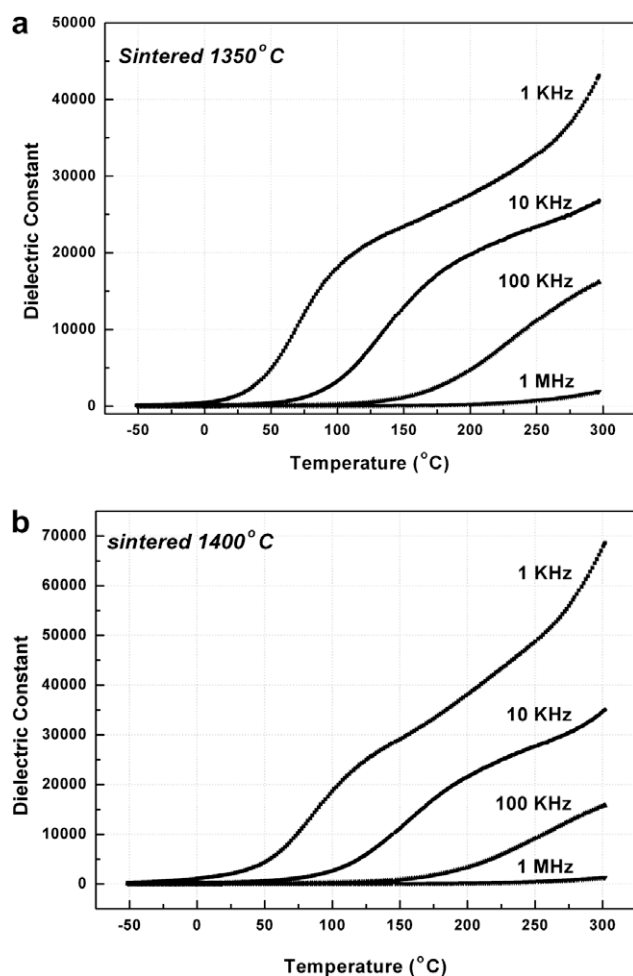 a
Sintered 1350°C
50000
40000
30000
20000
10000
0
Dielectric Constant
1 KHz
10 KHz
100 KHz
1 MHz
-50 0 50 100 150 200 250 300
Temperature (°C)
b
sintered 1400°C
70000
60000
50000
40000
30000
20000
10000
0
Dielectric Constant
1 KHz
10 KHz
100 KHz
1 MHz
-50 0 50 100 150 200 250 300
Temperature (°C)